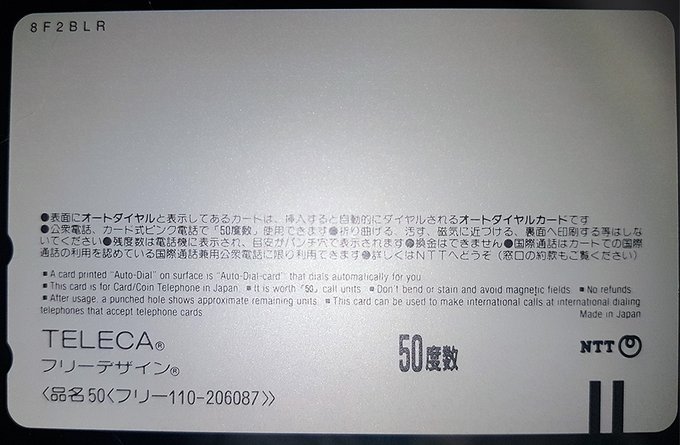 8F2BLR
●表面にオートダイヤルと表示してあるカートは、挿入すると自動的にダイヤルされるオートダイヤルカードです
●公衆電話、カード式ピンク電話で「50度数」使用できます●折り曲げる、汚す、磁気に近づける、裏面へ印刷する等はしな
いでください●残度数は電話機に表示され、目安がパンチ穴で表示されます●換金はできません●国際通話はカードでの国際
通話の利用を認めている国際通話兼用公衆電話に限り利用できます●詳しくはNTTへどうぞ(窓口の約款もご覧ください)
■A card printed "Auto-Dial" on surface is "Auto-Dial-card" that dials automatically for you
■This card is for Card/Coin Telephone in Japan ■It is worth「50」call units ■Don't bend or stain and avoid magnetic fields ■No refunds
■After usage, a punched hole shows approximate remaining units ■This card can be used to make international calls at international dialing
telephones that accept telephone cards
Made in Japan
TELECA®
フリーデザイン®
50度数
NTT
〈品名50〈フリー110-206087〉〉